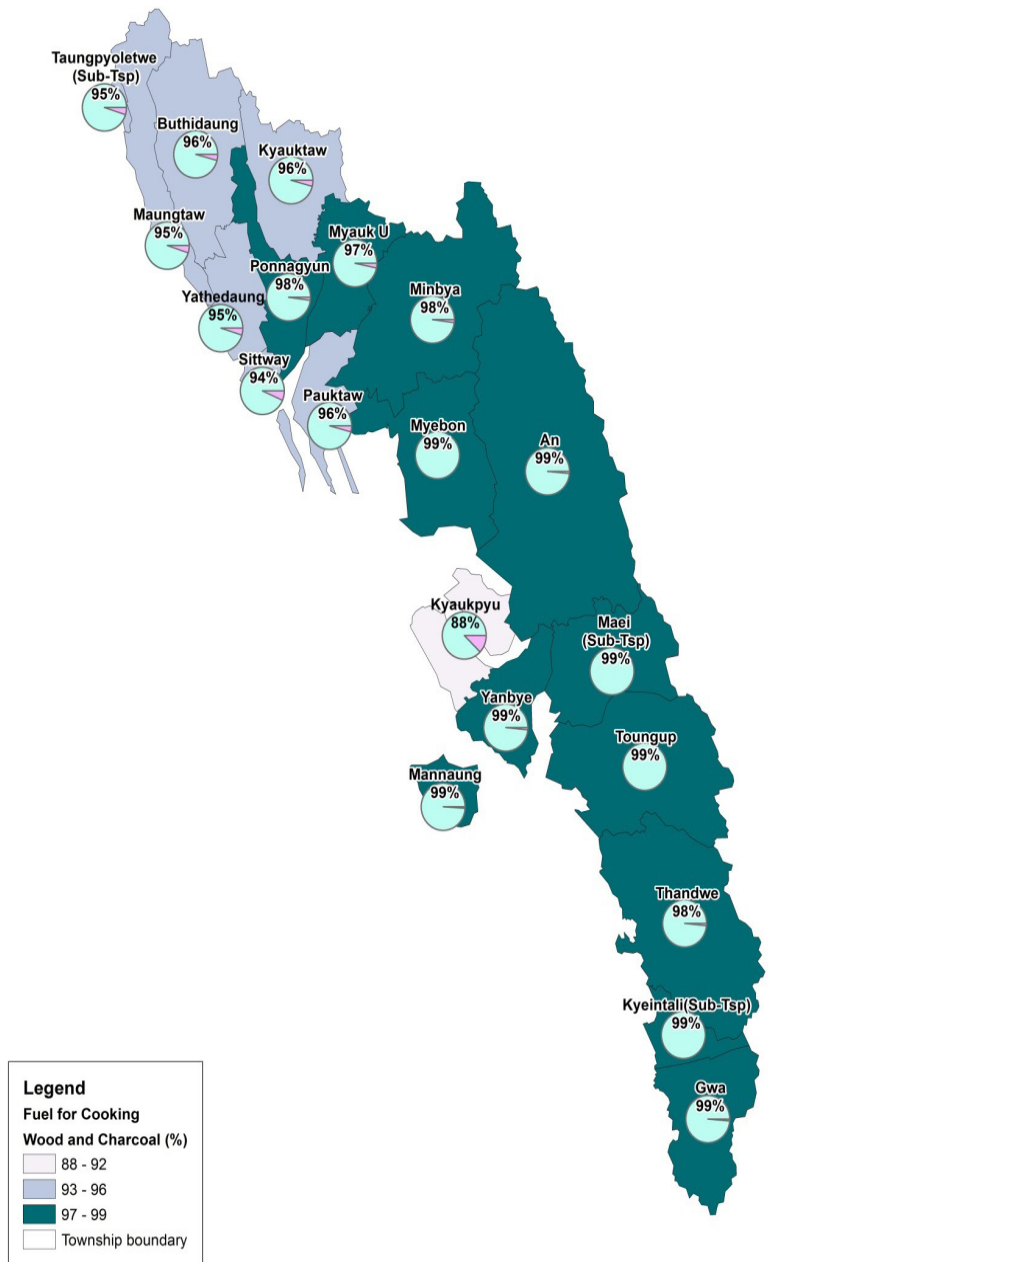 Taungpyoletwe
(Sub-Tsp)
95%
Buthidaung
96%
Kyauktaw
96%
Maungtaw
95%
Myauk U
97%
Ponnagyun
98%
Minbya
98%
Yathedaung
95%
Sittway
94%
Pauktaw
96%
Myebon
99%
An
99%
Kyaukpyu
88%
Maei
(Sub-Tsp)
99%
Yanbye
99%
Toungup
99%
Mannaung
99%
Thandwe
98%
Kyeintali(Sub-Tsp)
99%
Gwa
99%
Legend
Fuel for Cooking
Wood and Charcoal (%)
88 - 92
93 - 96
97 - 99
Township boundary